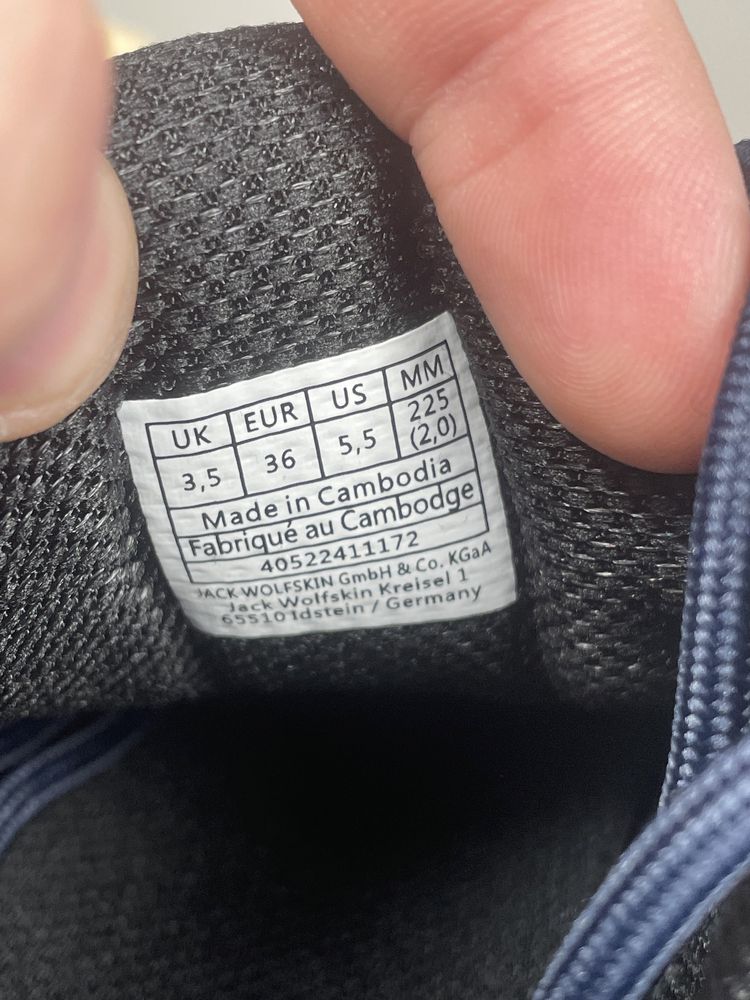 UK EUR US MM
3,5 36 5,5 225 (2,0)
Made in Cambodia
Fabriqué au Cambodge
40522411172
JACK WOLFSKIN GmbH & Co. KGaA
Jack Wolfskin Kreisel 1
65510 Idstein / Germany